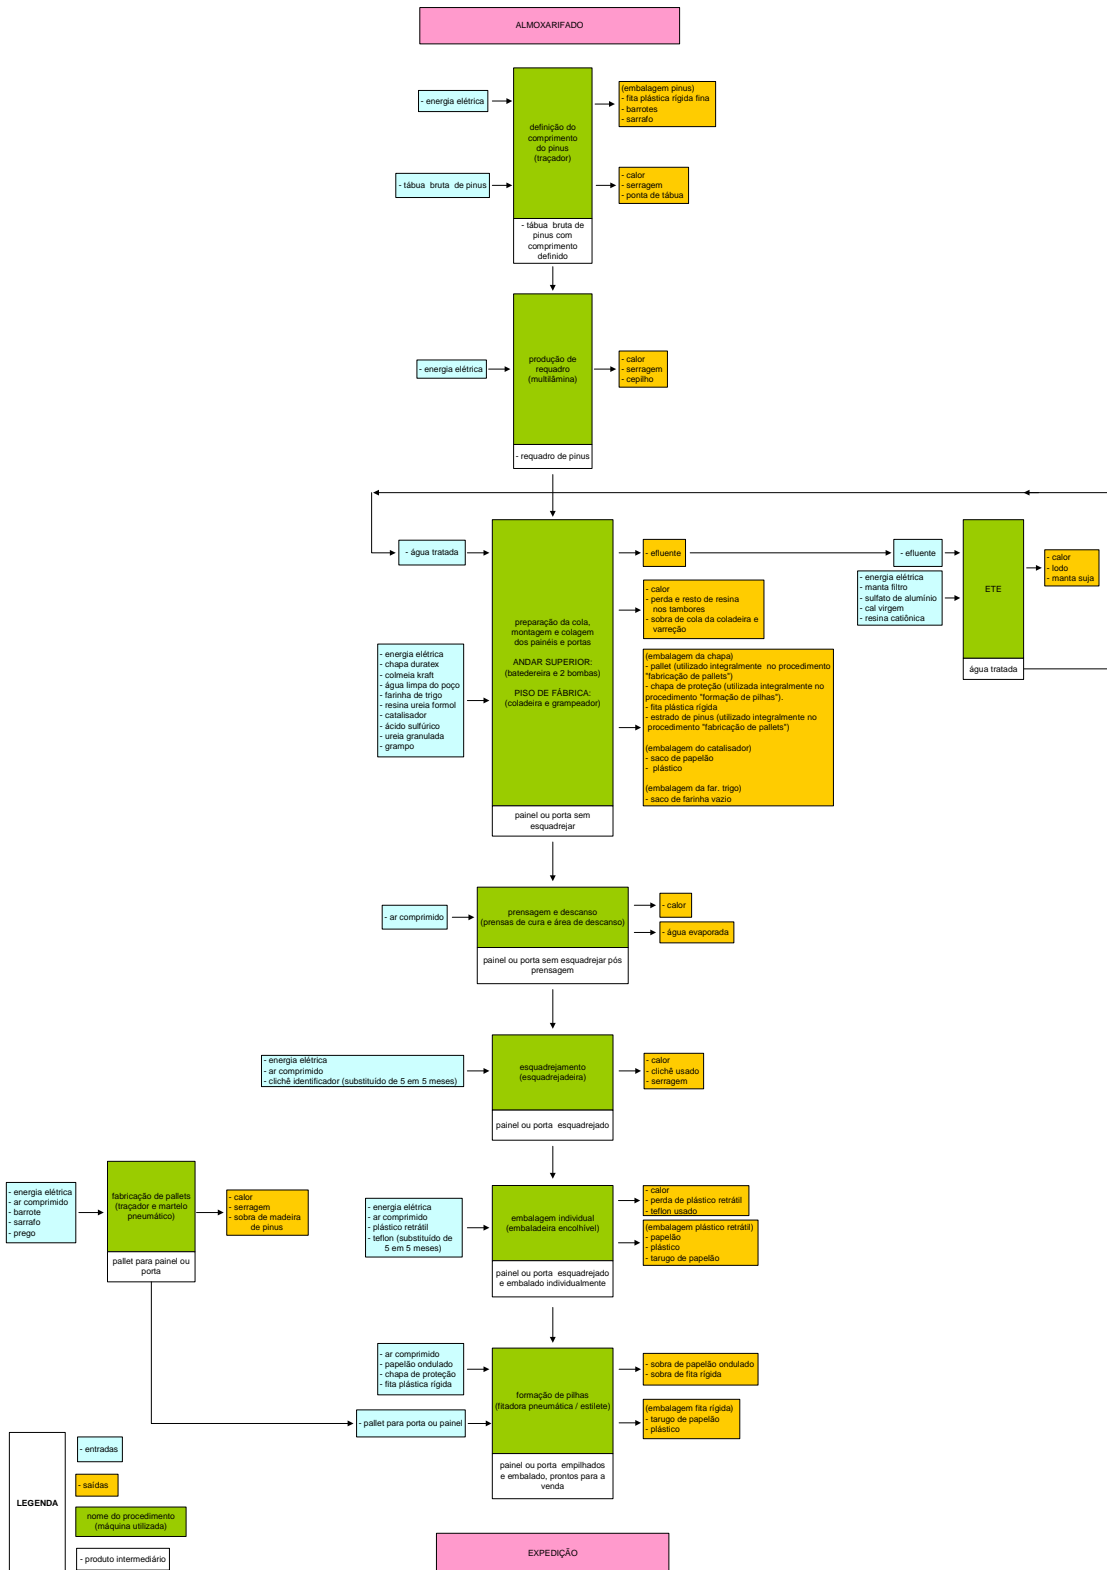 ALMOXARIFADO
- energia elétrica
- tábua  bruta de pinus
definição do
comprimento
do pinus
(traçador)
- tábua  bruta de
pinus com
comprimento
definido
(embalagem pinus)
- fita plástica rígida fina
- barrotes
- sarrafo
- calor
- serragem
- ponta de tábua
- energia elétrica
produção de
requadro
(multilâmina)
- requadro de pinus
- calor
- serragem
- cepilho
- água tratada
- energia elétrica
- chapa duratex
- colmeia kraft
- água limpa do poço
- farinha de trigo
- resina ureia formol
- catalisador
- ácido sulfúrico
- ureia granulada
- grampo
preparação da cola,
montagem e colagem
dos painéis e portas
ANDAR SUPERIOR:
(batedereira e 2 bombas)
PISO DE FÁBRICA:
(coladeira e grampeador)
painel ou porta sem
esquadrejar
- efluente
- calor
- perda e resto de resina
nos tambores
- sobra de cola da coladeira e
varreção
(embalagem da chapa)
- pallet (utilizado integralmente  no procedimento
"fabricação de pallets")
- chapa de proteção (utilizada integralmente no
procedimento "formação de pilhas").
- fita plástica rígida
- estrado de pinus (utilizado integralmente no
procedimento "fabricação de pallets")
(embalagem do catalisador)
- saco de papelão
-  plástico
(embalagem da far. trigo)
- saco de farinha vazio
- efluente
- energia elétrica
- manta filtro
- sulfato de alumínio
- cal virgem
- resina catiônica
ETE
água tratada
- calor
- lodo
- manta suja
- ar comprimido
prensagem e descanso
(prensas de cura e área de descanso)
painel ou porta sem esquadrejar pós
prensagem
- calor
- água evaporada
- energia elétrica
- ar comprimido
- clichê identificador (substituído de 5 em 5 meses)
esquadrejamento
(esquadrejadeira)
painel ou porta  esquadrejado
- calor
- clichê usado
- serragem
- energia elétrica
- ar comprimido
- barrote
- sarrafo
- prego
fabricação de pallets
(traçador e martelo
pneumático)
pallet para painel ou
porta
- calor
- serragem
- sobra de madeira
de pinus
- energia elétrica
- ar comprimido
- plástico retrátil
- teflon (substituído de
5 em 5 meses)
embalagem individual
(embaladeira encolhível)
painel ou porta  esquadrejado
e embalado individualmente
- calor
- perda de plástico retrátil
- teflon usado
(embalagem plástico retrátil)
- papelão
- plástico
- tarugo de papelão
- ar comprimido
- papelão ondulado
- chapa de proteção
- fita plástica rígida
- pallet para porta ou painel
formação de pilhas
(fitadora pneumática / estilete)
painel ou porta  empilhados
e embalado, prontos para a
venda
- sobra de papelão ondulado
- sobra de fita rígida
(embalagem fita rígida)
- tarugo de papelão
- plástico
LEGENDA
- entradas
- saídas
nome do procedimento
(máquina utilizada)
- produto intermediário
EXPEDIÇÃO